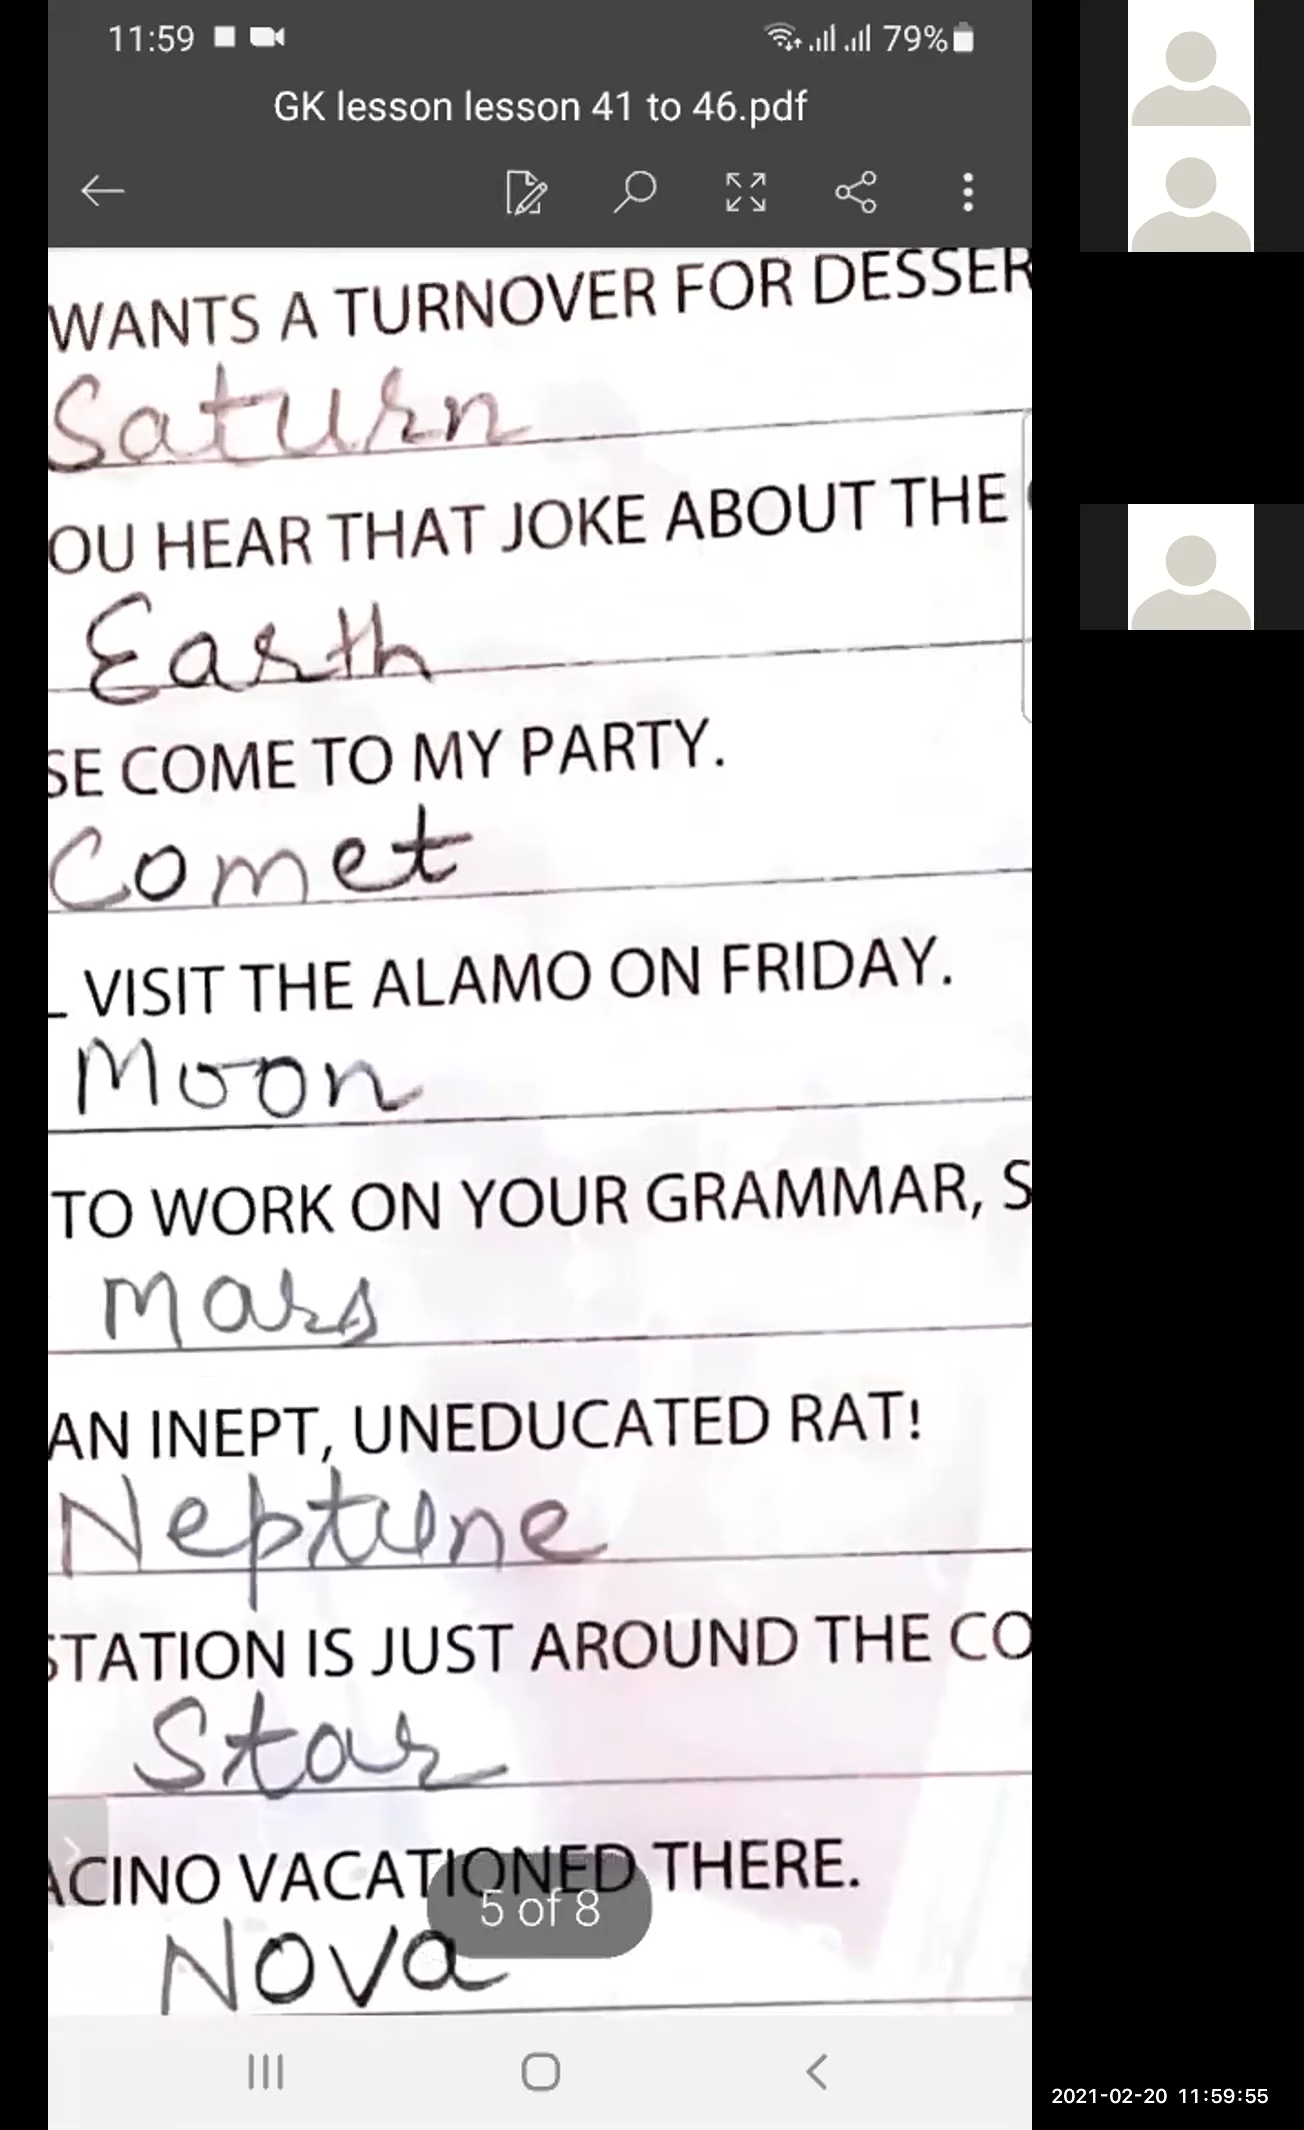 11:59 79%
GK lesson lesson 41 to 46.pdf
WANTS A TURNOVER FOR DESSER
Saturn
OU HEAR THAT JOKE ABOUT THE
Earth
SE COME TO MY PARTY.
Comet
L VISIT THE ALAMO ON FRIDAY.
Moon
TO WORK ON YOUR GRAMMAR, S
Mars
AN INEPT, UNEDUCATED RAT!
Neptune
STATION IS JUST AROUND THE CO
Star
ACINO VACATIONED THERE.
5 of 8
Nova
2021-02-20 11:59:55